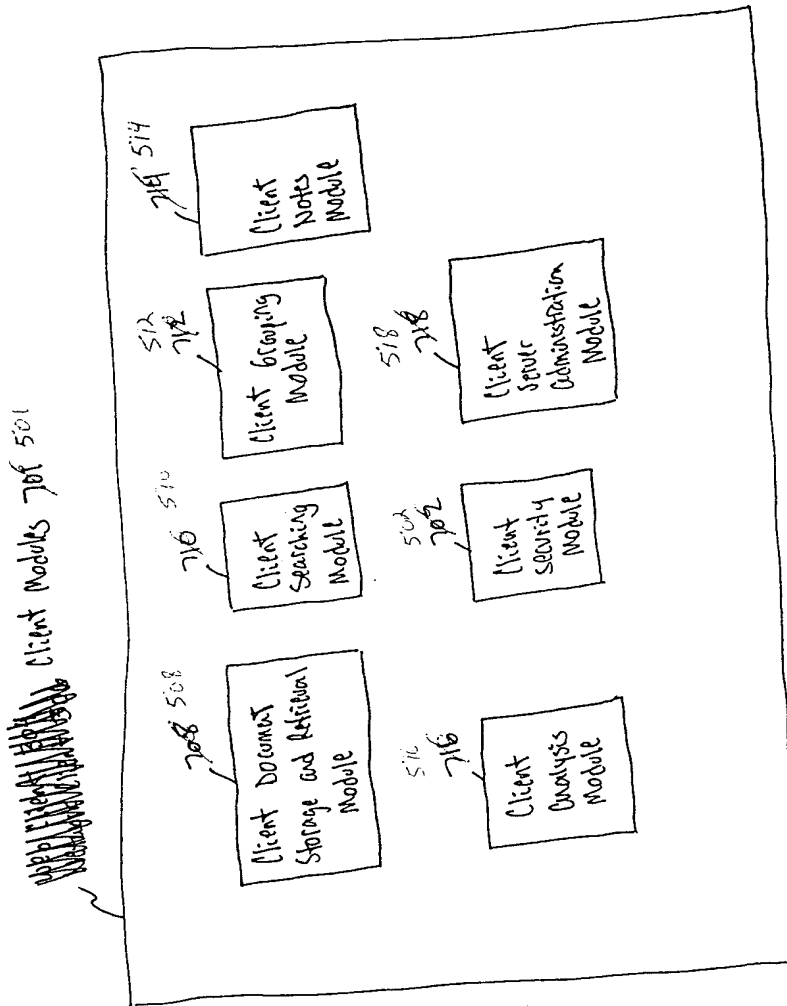 Client Modules 701 501
708 508
Client Document
Storage and Retrieval
Module
710 510
Client
Searching
Module
512
712
Client Grouping
Module
714 514
Client
Notes
Module
516
716
Client
Analysis
Module
502
702
Client
Security
Module
518
718
Client
Server
Administration
Module